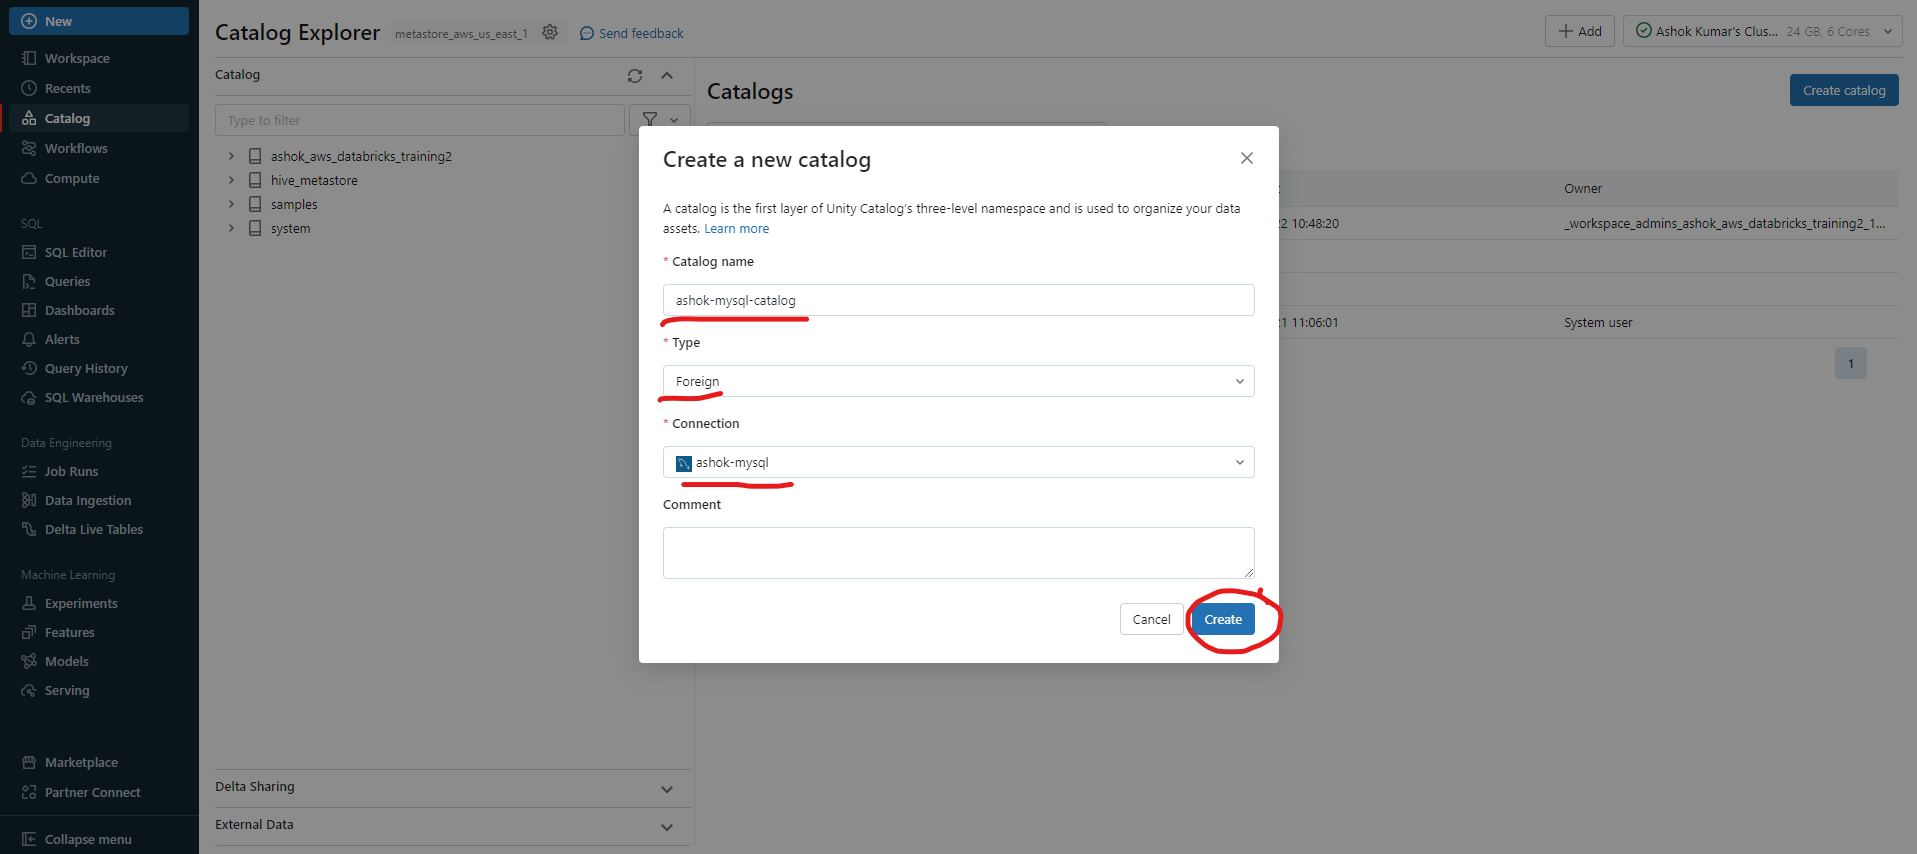 New
Workspace
Recents
Catalog
Workflows
Compute
SQL
SQL Editor
Queries
Dashboards
Alerts
Query History
SQL Warehouses
Data Engineering
Job Runs
Data Ingestion
Delta Live Tables
Machine Learning
Experiments
Features
Models
Serving
Marketplace
Partner Connect
Collapse menu
Catalog Explorer metastore_aws_us_east_1 Send feedback
Add Ashok Kumar's Clus... 24 GB, 6 Cores
Catalog
Type to filter
ashok_aws_databricks_training2
hive_metastore
samples
system
Delta Sharing
External Data
Catalogs
Create catalog
Owner
2 10:48:20 _workspace_admins_ashok_aws_databricks_training2_1...
21 11:06:01 System user
1
Create a new catalog
A catalog is the first layer of Unity Catalog's three-level namespace and is used to organize your data
assets. Learn more
* Catalog name
ashok-mysql-catalog
* Type
Foreign
* Connection
ashok-mysql
Comment
Cancel Create